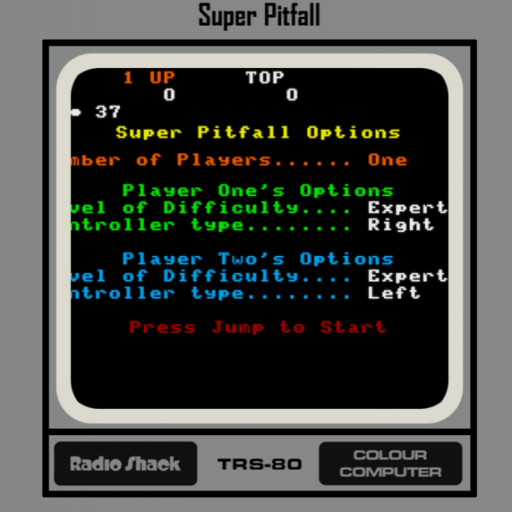 Super Pitfall
1 UP TOP
0 0
37
Super Pitfall Options
mber of Players...... One
Player One's Options
vel of Difficulty.... Expert
ntroller type........ Right
Player Two's Options
vel of Difficulty.... Expert
ntroller type........ Left
Press Jump to Start
Radio Shack TRS-80 COLOUR
COMPUTER